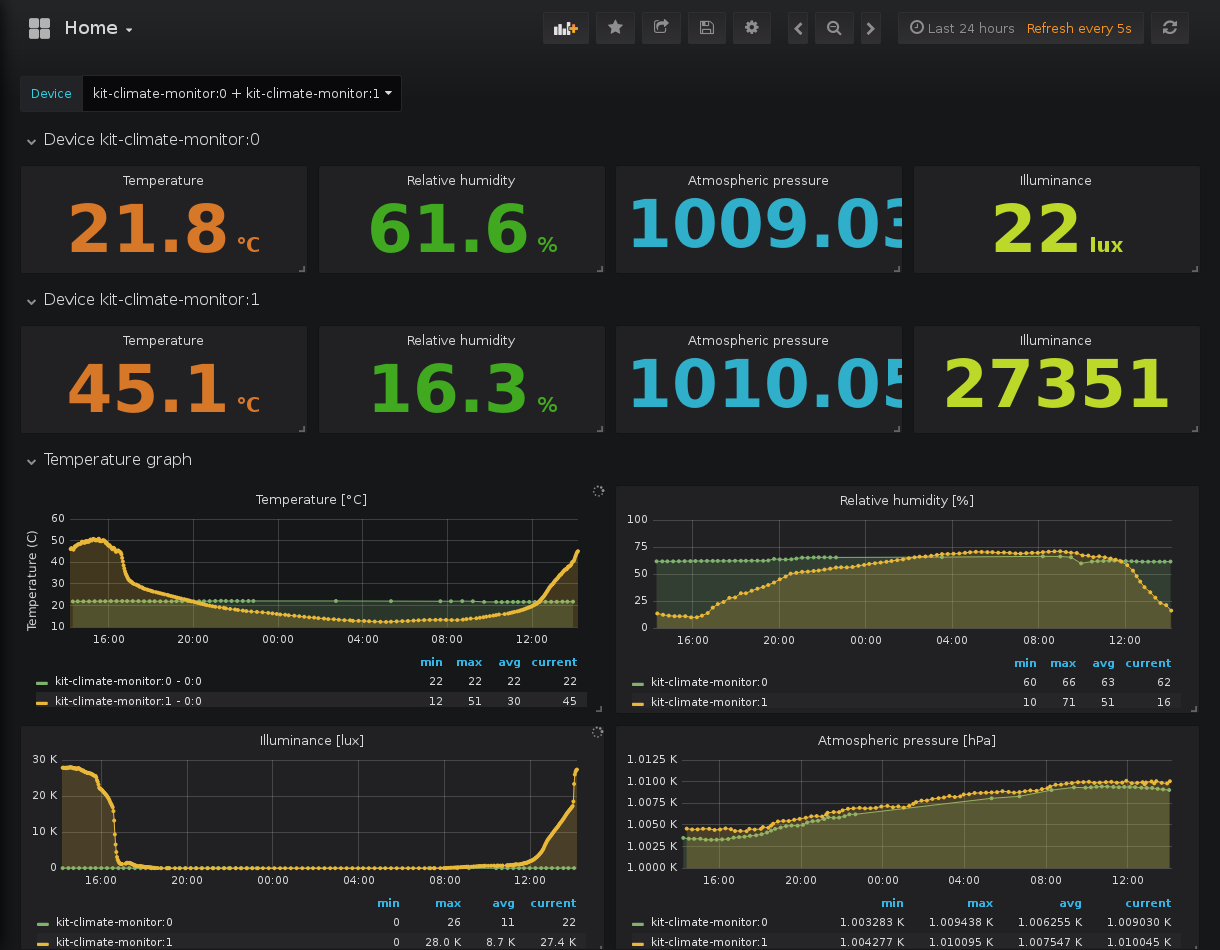 Home
Last 24 hours Refresh every 5s
Device kit-climate-monitor:0 + kit-climate-monitor:1
Device kit-climate-monitor:0
Temperature Relative humidity Atmospheric pressure Illuminance
21.8 °C 61.6 % 1009.03 22 lux
Device kit-climate-monitor:1
Temperature Relative humidity Atmospheric pressure Illuminance
45.1 °C 16.3 % 1010.05 27351
Temperature graph
Temperature [°C]
Temperature (C)
60
50
40
30
20
10
16:00 20:00 00:00 04:00 08:00 12:00
min max avg current
kit-climate-monitor:0 - 0:0 22 22 22 22
kit-climate-monitor:1 - 0:0 12 51 30 45
Relative humidity [%]
100
75
50
25
0
16:00 20:00 00:00 04:00 08:00 12:00
min max avg current
kit-climate-monitor:0 60 66 63 62
kit-climate-monitor:1 10 71 51 16
Illuminance [lux]
30 K
20 K
10 K
0
16:00 20:00 00:00 04:00 08:00 12:00
min max avg current
kit-climate-monitor:0 0 26 11 22
kit-climate-monitor:1 0 28.0 K 8.7 K 27.4 K
Atmospheric pressure [hPa]
1.0125 K
1.0100 K
1.0075 K
1.0050 K
1.0025 K
1.0000 K
16:00 20:00 00:00 04:00 08:00 12:00
min max avg current
kit-climate-monitor:0 1.003283 K 1.009438 K 1.006255 K 1.009030 K
kit-climate-monitor:1 1.004277 K 1.010095 K 1.007547 K 1.010045 K